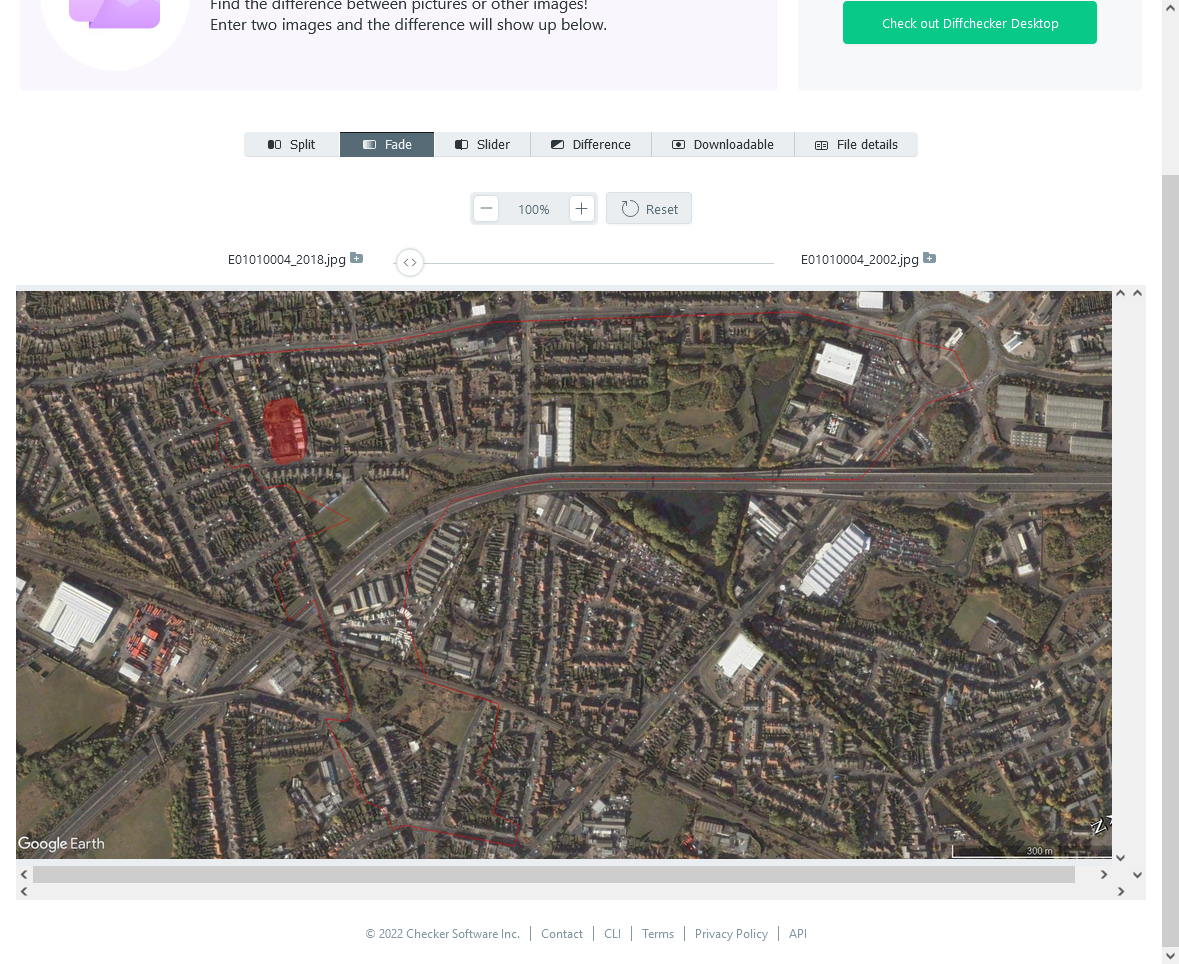 Find the difference between pictures or other images!
Enter two images and the difference will show up below.
Check out Diffchecker Desktop
Split
Fade
Slider
Difference
Downloadable
File details
100%
Reset
E01010004_2018.jpg
E01010004_2002.jpg
Google Earth
N
300 m
© 2022 Checker Software Inc.
Contact
CLI
Terms
Privacy Policy
API